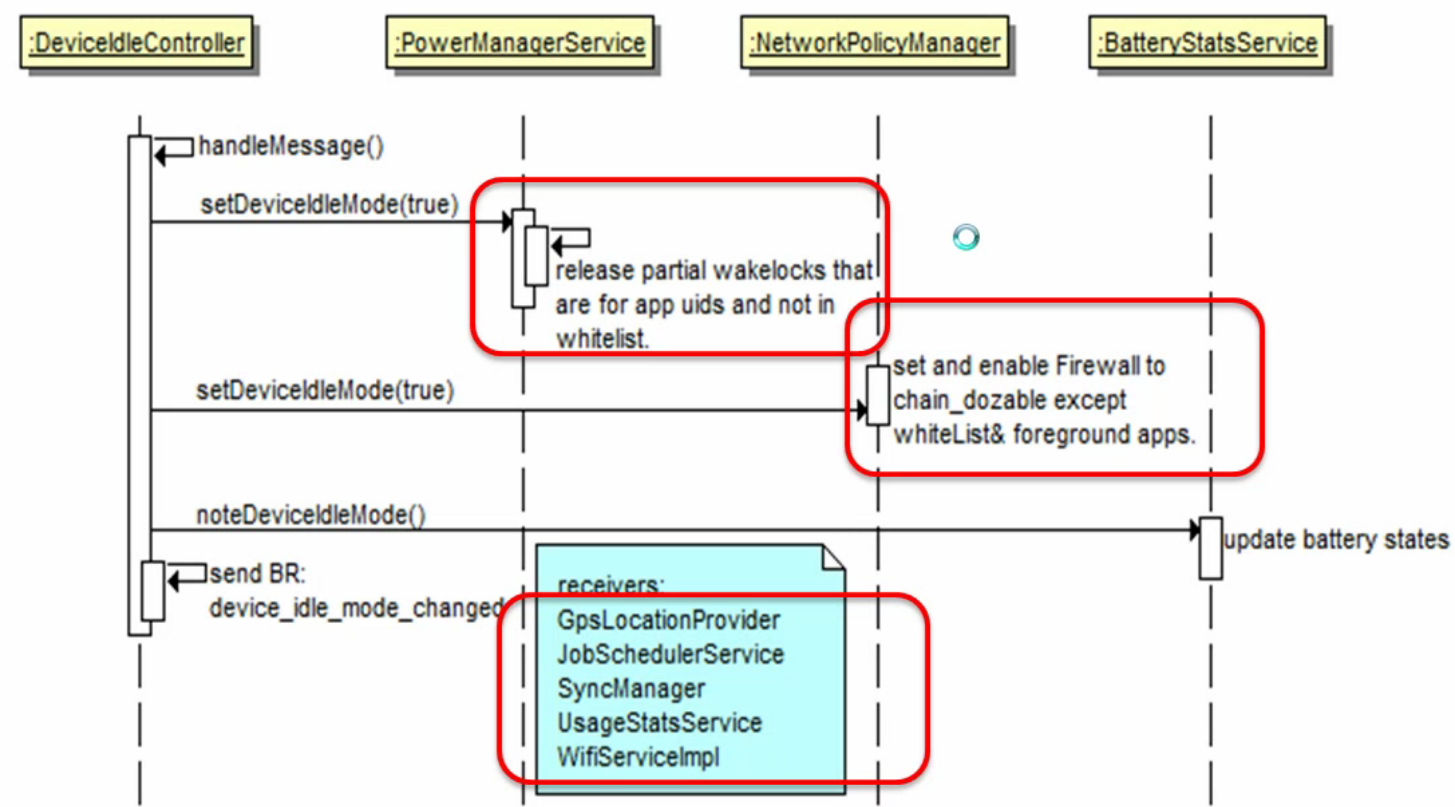 :DeviceIdleController
:PowerManagerService
:NetworkPolicyManager
:BatteryStatsService
handleMessage()
setDeviceIdleMode(true)
release partial wakelocks that
are for app uids and not in
whitelist.
setDeviceIdleMode(true)
set and enable Firewall to
chain_dozable except
whiteList& foreground apps.
noteDeviceIdleMode()
update battery states
send BR:
device_idle_mode_changed
receivers:
GpsLocationProvider
JobSchedulerService
SyncManager
UsageStatsService
WifiServiceImpl